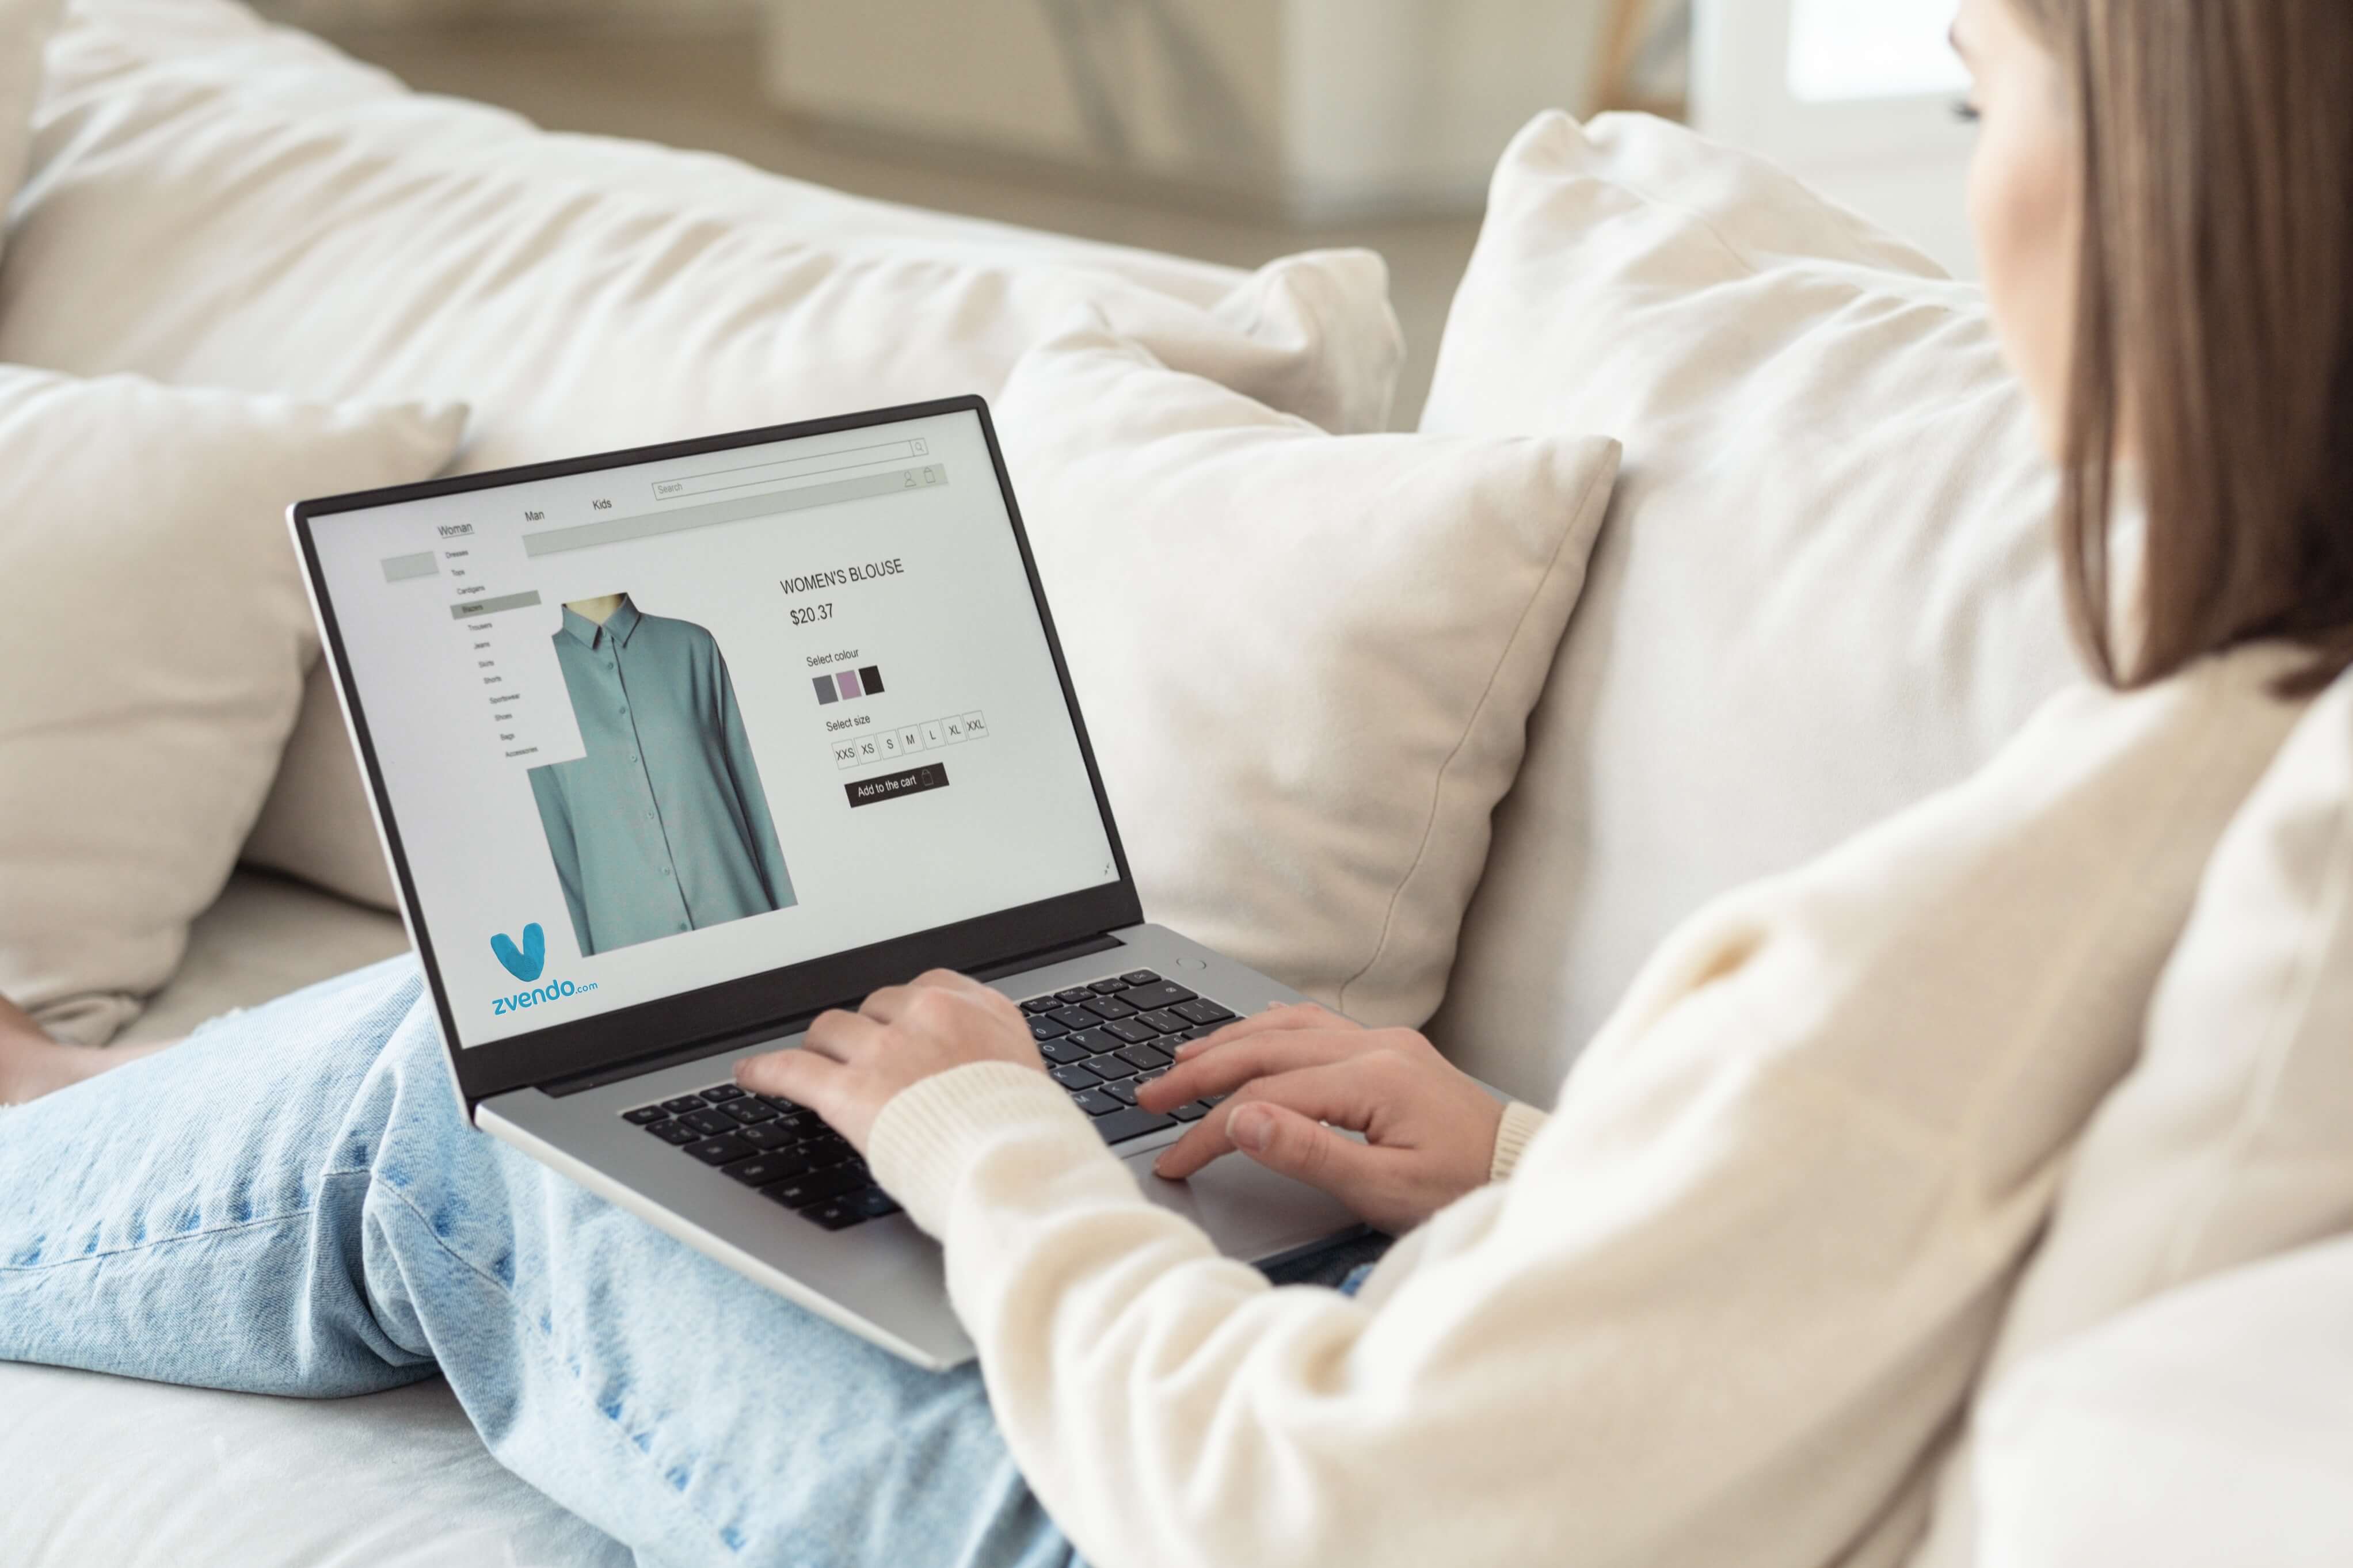 Woman
Man
Kids
Search
Dresses
Tops
Cardigans
Blazers
Trousers
Jeans
Skirts
Shorts
Sportswear
Shoes
Bags
Accessories
WOMEN'S BLOUSE
$20.37
Select colour
Select size
XXS XS S M L XL XXL
Add to the cart
zvendo.com